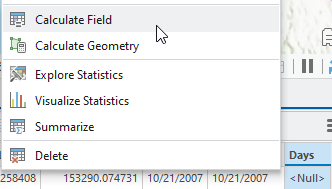 Calculate Field
Calculate Geometry
Explore Statistics
Visualize Statistics
Summarize
Delete
Days
258408 153290.074731 10/21/2007 10/21/2007 <Null>